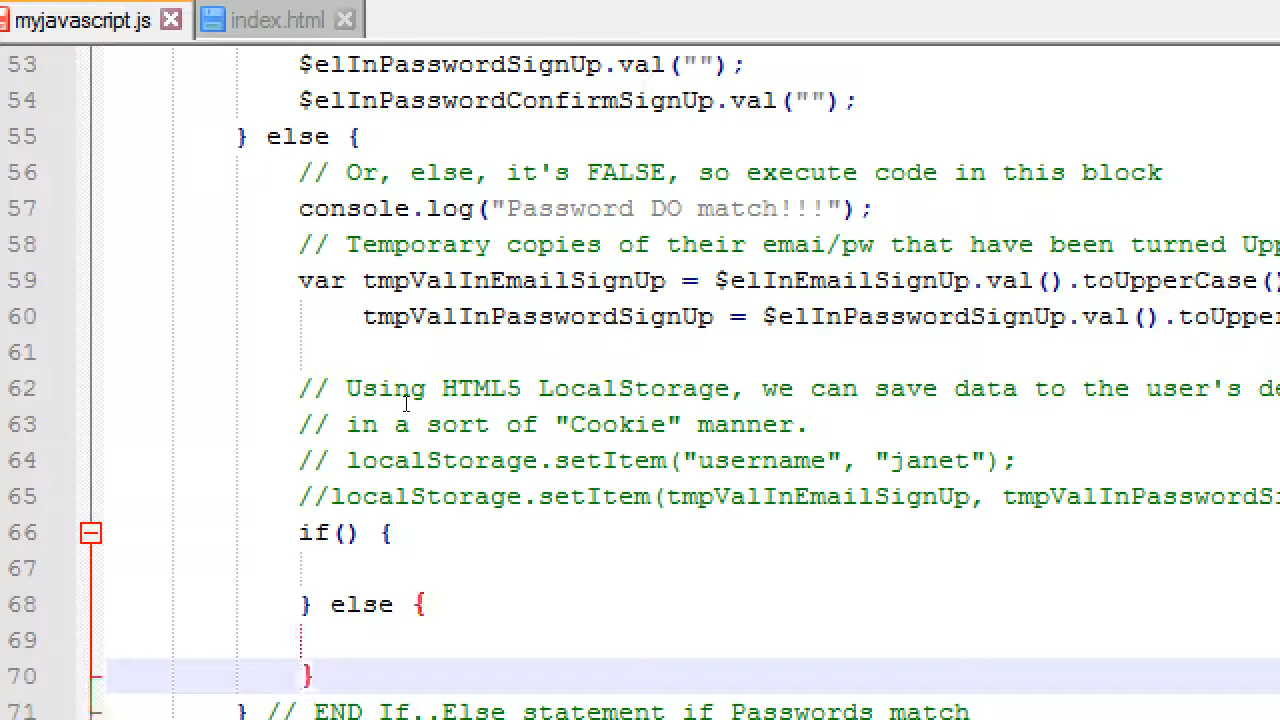 myjavascript.js index.html
53 $elInPasswordSignUp.val("");
54 $elInPasswordConfirmSignUp.val("");
55 } else {
56 // Or, else, it's FALSE, so execute code in this block
57 console.log("Password DO match!!!");
58 // Temporary copies of their emai/pw that have been turned Upp
59 var tmpValInEmailSignUp = $elInEmailSignUp.val().toUpperCase()
60 tmpValInPasswordSignUp = $elInPasswordSignUp.val().toUpper
61
62 // Using HTML5 LocalStorage, we can save data to the user's de
63 // in a sort of "Cookie" manner.
64 // localStorage.setItem("username", "janet");
65 //localStorage.setItem(tmpValInEmailSignUp, tmpValInPasswordSi
66 if() {
67
68 } else {
69
70 }
71 } // END If..Else statement if Passwords match